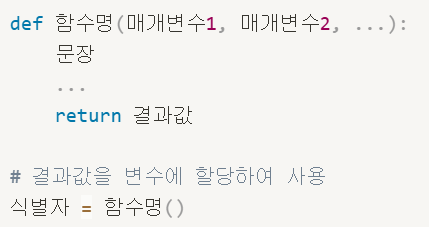 def 함수명(매개변수1, 매개변수2, ...):
    문장
    ...
    return 결과값

# 결과값을 변수에 할당하여 사용
식별자 = 함수명()